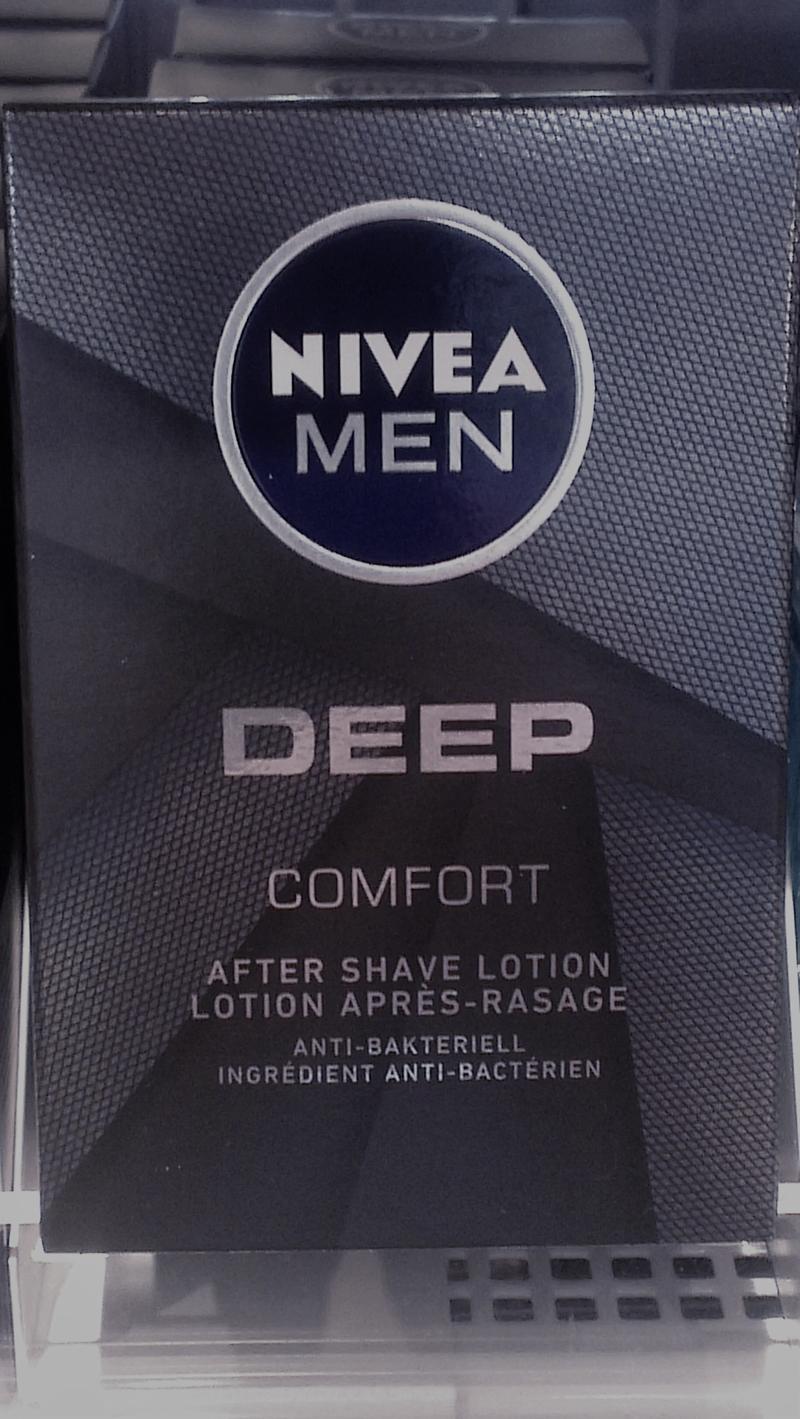 NIVEA
MEN
DEEP
COMFORT
AFTER SHAVE LOTION
LOTION APRÈS-RASAGE
ANTI-BAKTERIELL
INGRÉDIENT ANTI-BACTÉRIEN